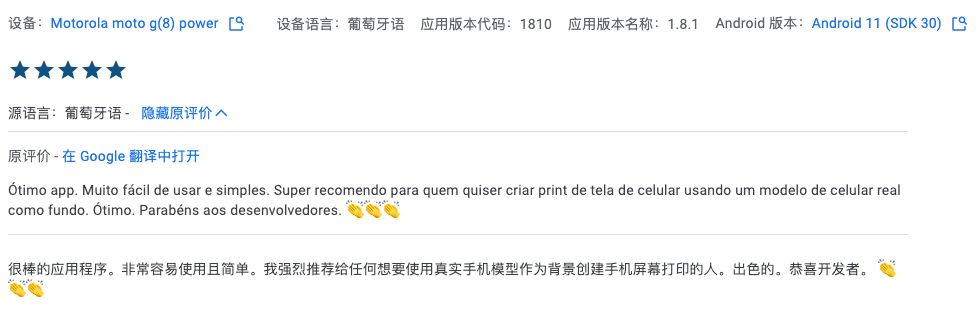 设备： Motorola moto g(8) power 设备语言： 葡萄牙语 应用版本代码： 1810 应用版本名称： 1.8.1 Android 版本： Android 11 (SDK 30)
源语言： 葡萄牙语 - 隐藏原评价
原评价 - 在 Google 翻译中打开
Ótimo app. Muito fácil de usar e simples. Super recomendo para quem quiser criar print de tela de celular usando um modelo de celular real
como fundo. Ótimo. Parabéns aos desenvolvedores. 👏👏👏
很棒的应用程序。非常容易使用且简单。我强烈推荐给任何想要使用真实手机模型作为背景创建手机屏幕打印的人。出色的。恭喜开发者。 👏
👏👏